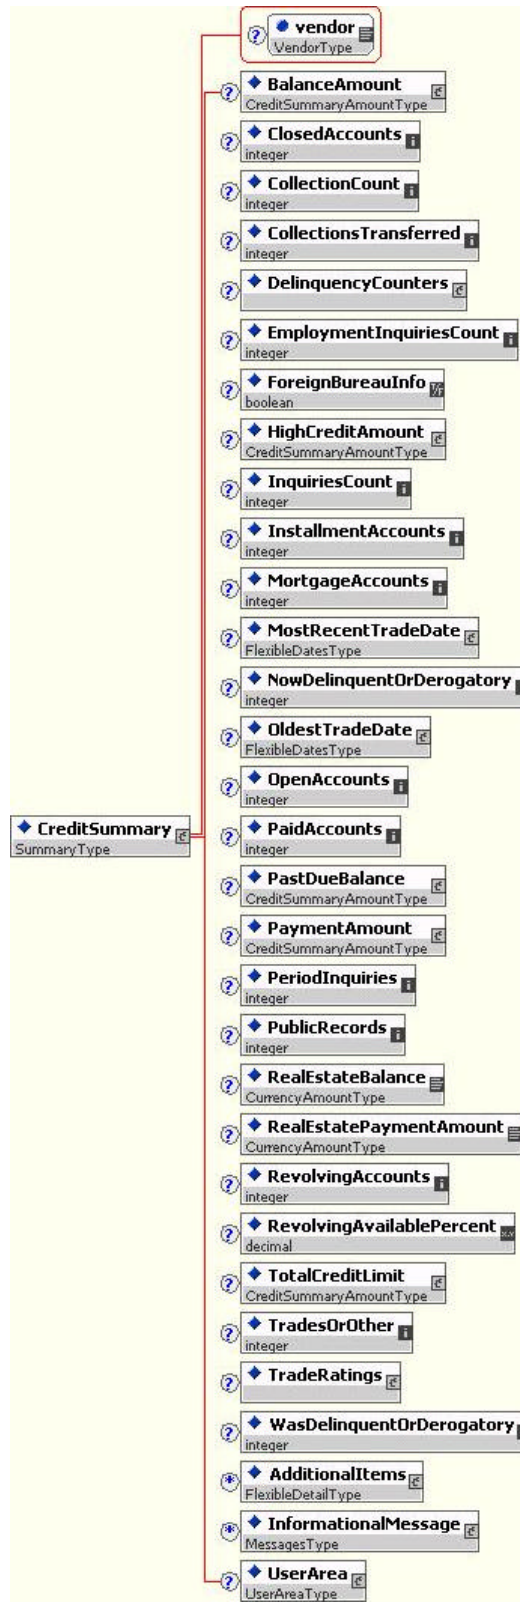 vendor
VendorType
BalanceAmount
CreditSummaryAmountType
ClosedAccounts
integer
CollectionCount
integer
CollectionsTransferred
integer
DelinquencyCounters
EmploymentInquiriesCount
integer
ForeignBureauInfo
boolean
HighCreditAmount
CreditSummaryAmountType
InquiriesCount
integer
InstallmentAccounts
integer
MortgageAccounts
integer
MostRecentTradeDate
FlexibleDatesType
NowDelinquentOrDerogatory
integer
OldestTradeDate
FlexibleDatesType
OpenAccounts
integer
CreditSummary
SummaryType
PaidAccounts
integer
PastDueBalance
CreditSummaryAmountType
PaymentAmount
CreditSummaryAmountType
PeriodInquiries
integer
PublicRecords
integer
RealEstateBalance
CurrencyAmountType
RealEstatePaymentAmount
CurrencyAmountType
RevolvingAccounts
integer
RevolvingAvailablePercent
decimal
TotalCreditLimit
CreditSummaryAmountType
TradesOrOther
integer
TradeRatings
WasDelinquentOrDerogatory
integer
AdditionalItems
FlexibleDetailType
InformationalMessage
MessagesType
UserArea
UserAreaType